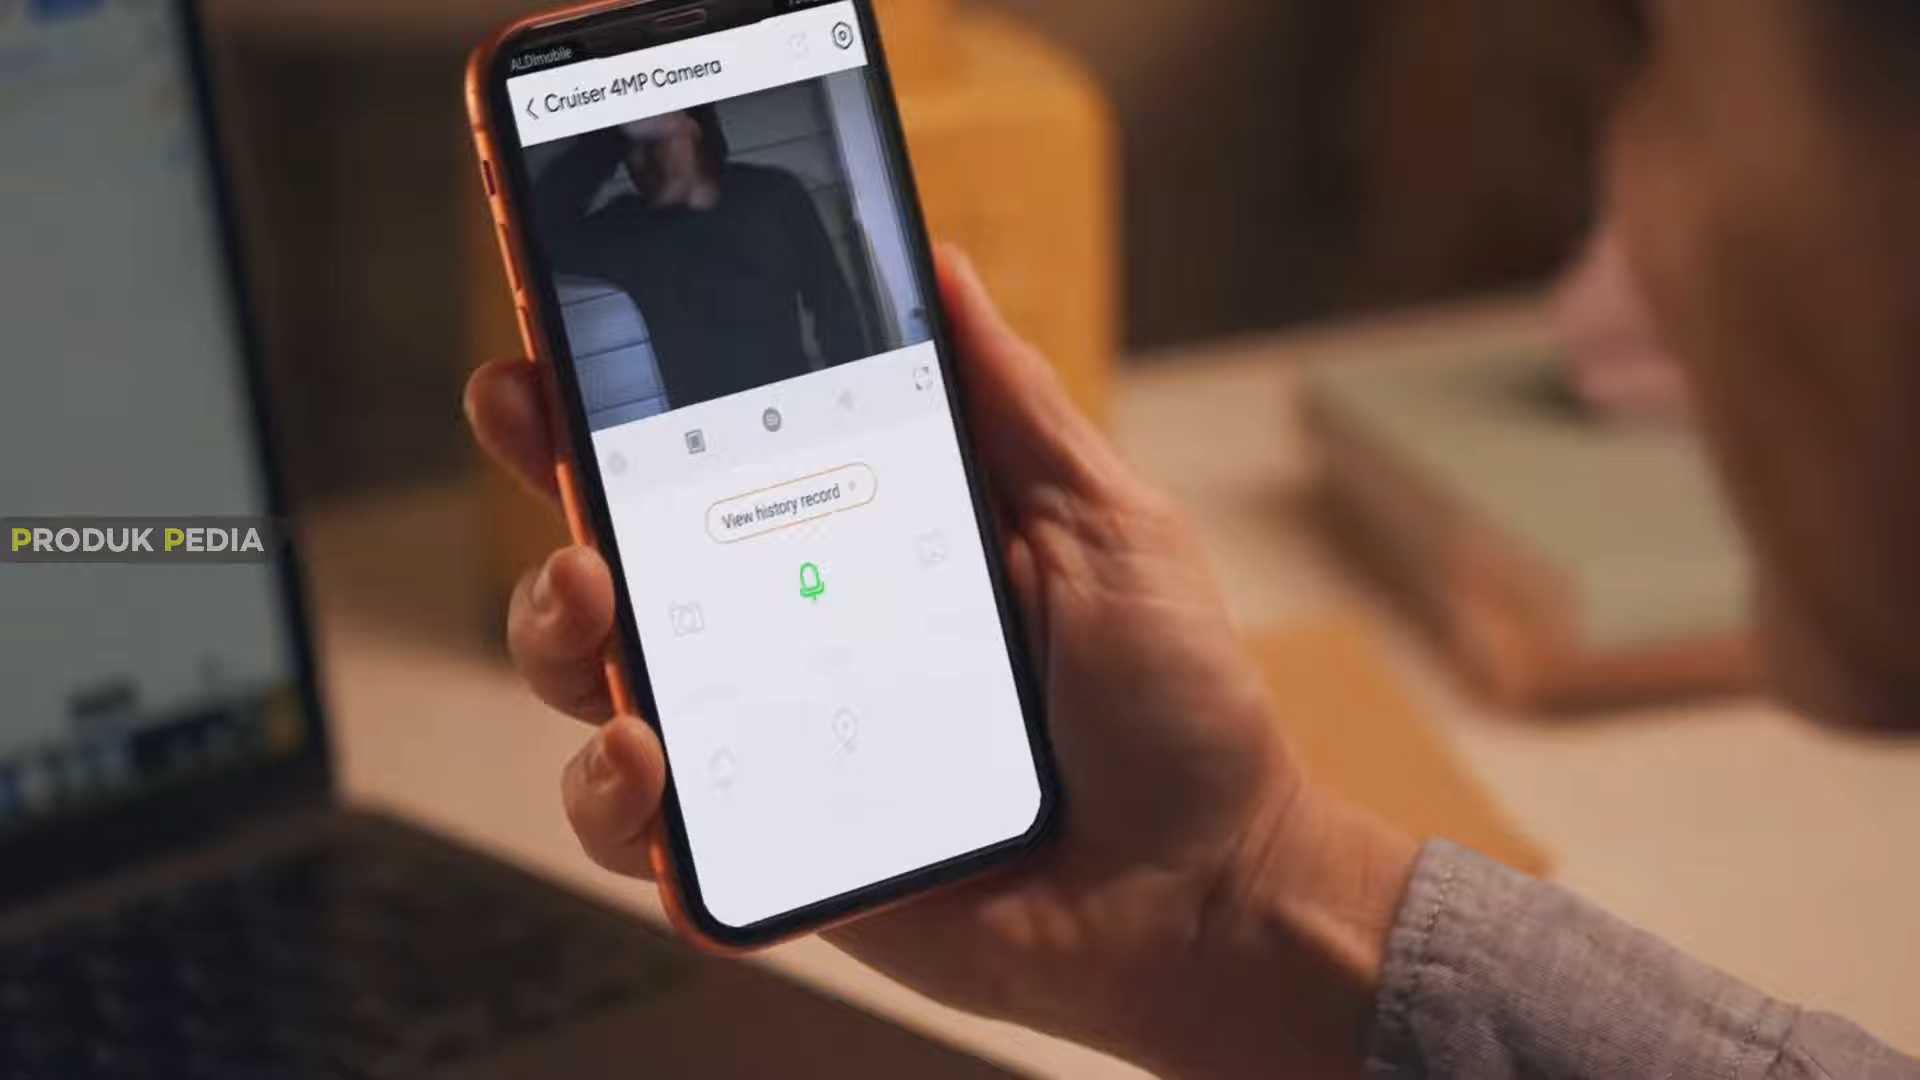 ALDImobile
Cruiser 4MP Camera
View history record
PRODUK PEDIA